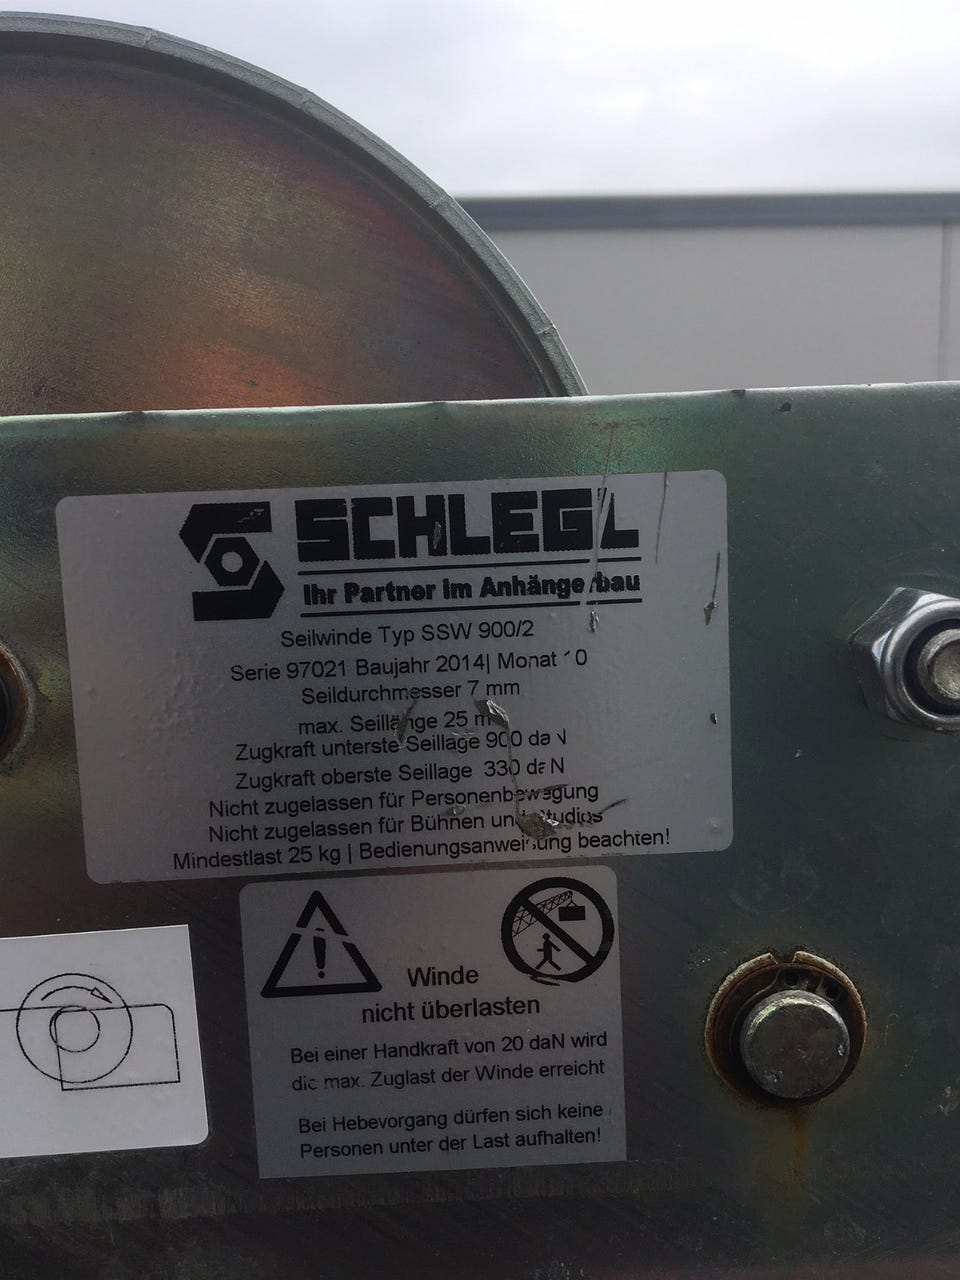 SCHLEGL
Ihr Partner im Anhängerbau
Seilwinde Typ SSW 900/2
Serie 97021 Baujahr 2014| Monat 10
Seildurchmesser 7 mm
max. Seillänge 25 m
Zugkraft unterste Seillage 900 daN
Zugkraft oberste Seillage 330 daN
Nicht zugelassen für Personenbewegung
Nicht zugelassen für Bühnen und Studios
Mindestlast 25 kg | Bedienungsanweisung beachten!
Winde
nicht überlasten
Bei einer Handkraft von 20 daN wird
die max. Zuglast der Winde erreicht
Bei Hebevorgang dürfen sich keine
Personen unter der Last aufhalten!